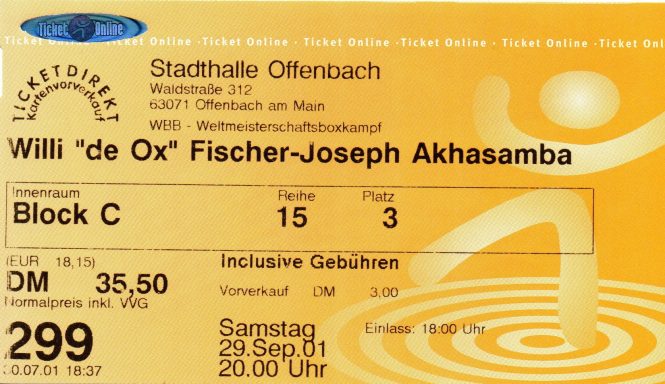 Ticket Online
Ticket Online · Ticket Online · Ticket Online · Ticket Online · Ticket Online · Ticket Online · Ticket Online
TICKETDIREKT
Kartenvorverkauf
Stadthalle Offenbach
Waldstraße 312
63071 Offenbach am Main
WBB - Weltmeisterschaftsboxkampf
Willi "de Ox" Fischer-Joseph Akhasamba
Innenraum Reihe Platz
Block C 15 3
(EUR 18,15) Inclusive Gebühren
DM 35,50
Vorverkauf DM 3,00
Normalpreis inkl. VVG
299
Samstag Einlass: 18:00 Uhr
29.Sep.01
20.00 Uhr
30.07.01 18:37